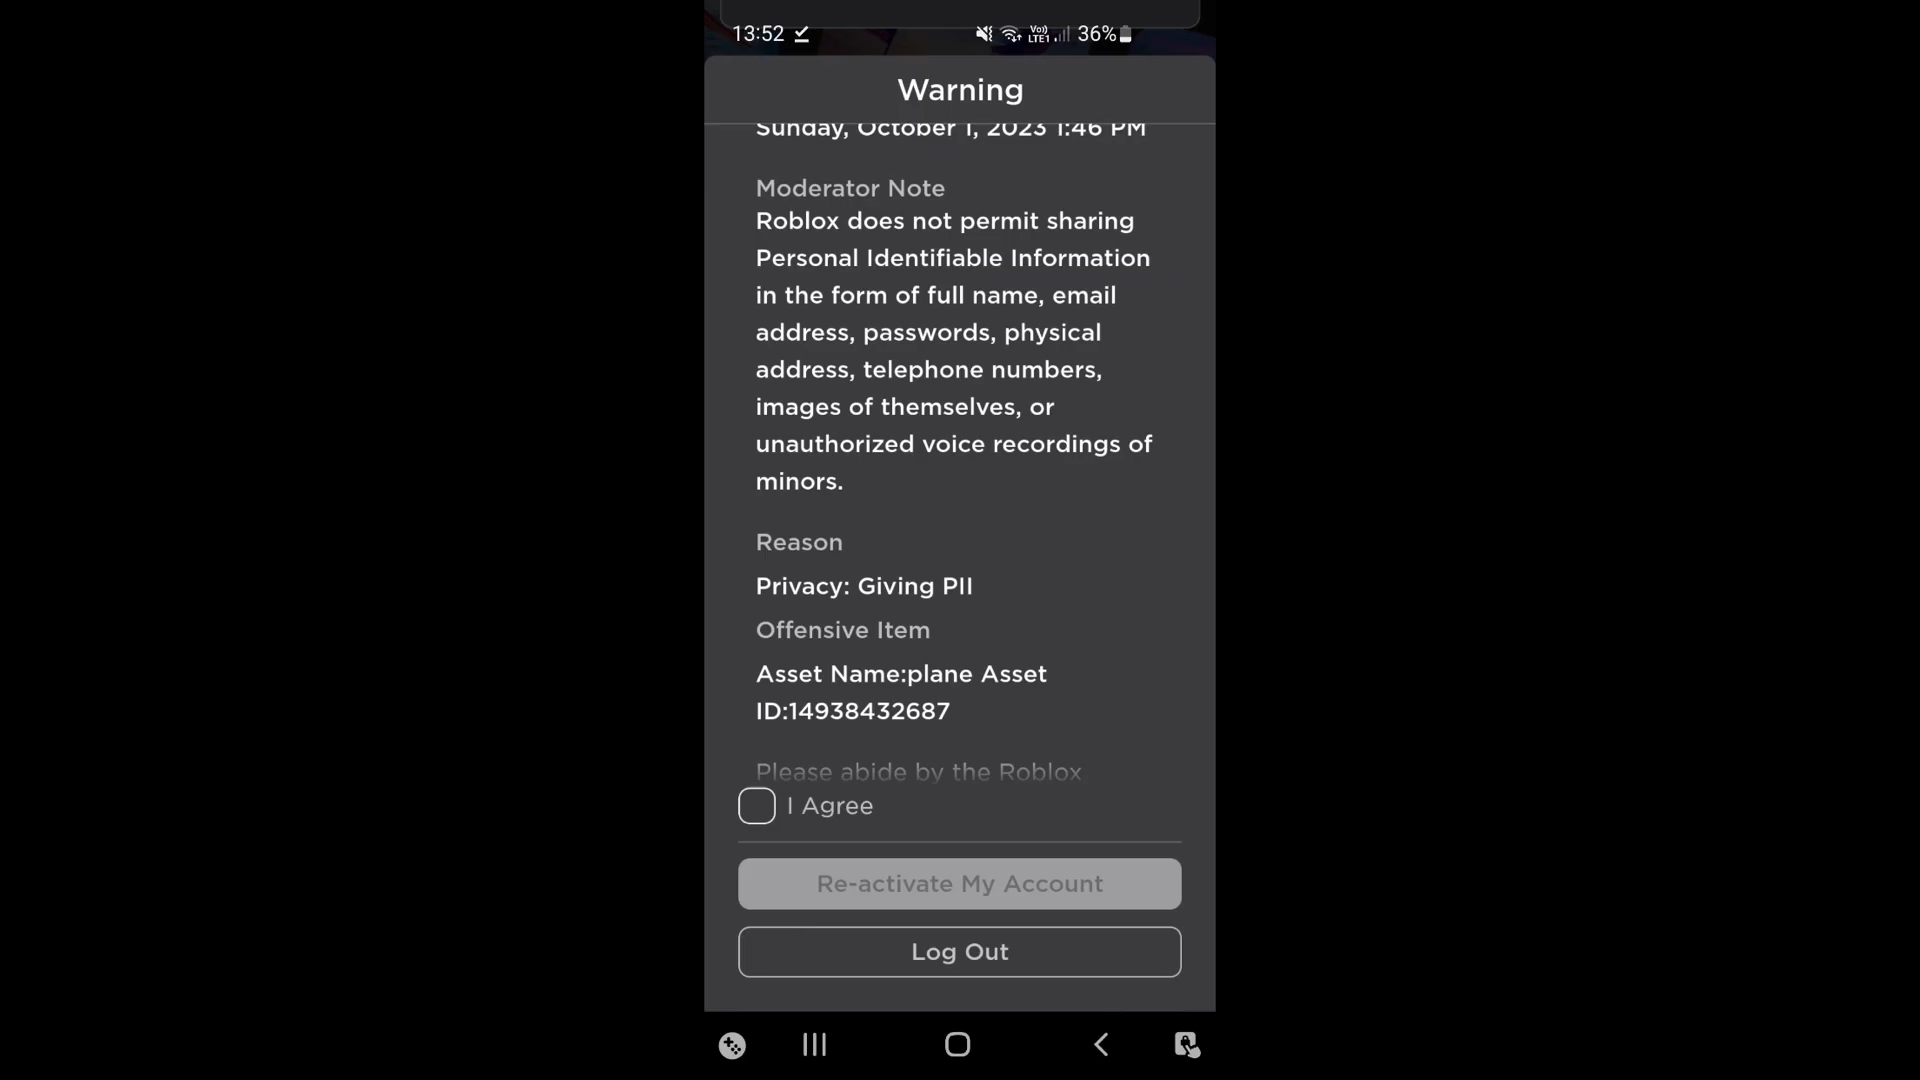 13:52 Vo)) LTE1 36%
Warning
Sunday, October 1, 2023 1:46 PM
Moderator Note
Roblox does not permit sharing
Personal Identifiable Information
in the form of full name, email
address, passwords, physical
address, telephone numbers,
images of themselves, or
unauthorized voice recordings of
minors.
Reason
Privacy: Giving PII
Offensive Item
Asset Name:plane Asset
ID:14938432687
Please abide by the Roblox
I Agree
Re-activate My Account
Log Out